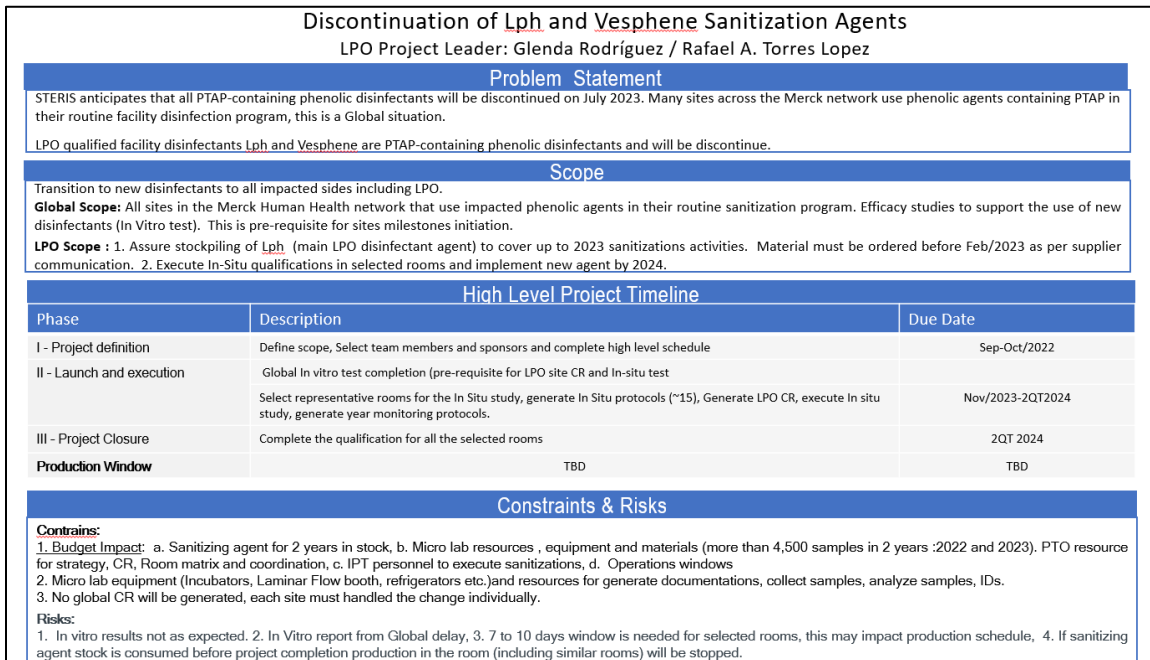 Discontinuation of Lph and Vesphene Sanitization Agents
LPO Project Leader: Glenda Rodríguez / Rafael A. Torres Lopez
Problem Statement
STERIS anticipates that all PTAP-containing phenolic disinfectants will be discontinued on July 2023. Many sites across the Merck network use phenolic agents containing PTAP in
their routine facility disinfection program, this is a Global situation.
LPO qualified facility disinfectants Lph and Vesphene are PTAP-containing phenolic disinfectants and will be discontinue.
Scope
Transition to new disinfectants to all impacted sides including LPO.
Global Scope: All sites in the Merck Human Health network that use impacted phenolic agents in their routine sanitization program. Efficacy studies to support the use of new
disinfectants (In Vitro test). This is pre-requisite for sites milestones initiation.
LPO Scope : 1. Assure stockpiling of Lph (main LPO disinfectant agent) to cover up to 2023 sanitizations activities. Material must be ordered before Feb/2023 as per supplier
communication. 2. Execute In-Situ qualifications in selected rooms and implement new agent by 2024.
High Level Project Timeline
Phase Description Due Date
I - Project definition Define scope, Select team members and sponsors and complete high level schedule Sep-Oct/2022
II - Launch and execution Global In vitro test completion (pre-requisite for LPO site CR and In-situ test
Select representative rooms for the In Situ study, generate In Situ protocols (~15), Generate LPO CR, execute In situ
study, generate year monitoring protocols. Nov/2023-2QT2024
III - Project Closure Complete the qualification for all the selected rooms 2QT 2024
Production Window TBD TBD
Constraints & Risks
Contrains:
1. Budget Impact: a. Sanitizing agent for 2 years in stock, b. Micro lab resources , equipment and materials (more than 4,500 samples in 2 years :2022 and 2023). PTO resource
for strategy, CR, Room matrix and coordination, c. IPT personnel to execute sanitizations, d. Operations windows
2. Micro lab equipment (Incubators, Laminar Flow booth, refrigerators etc.)and resources for generate documentations, collect samples, analyze samples, IDs.
3. No global CR will be generated, each site must handled the change individually.
Risks:
1. In vitro results not as expected. 2. In Vitro report from Global delay, 3. 7 to 10 days window is needed for selected rooms, this may impact production schedule, 4. If sanitizing
agent stock is consumed before project completion production in the room (including similar rooms) will be stopped.